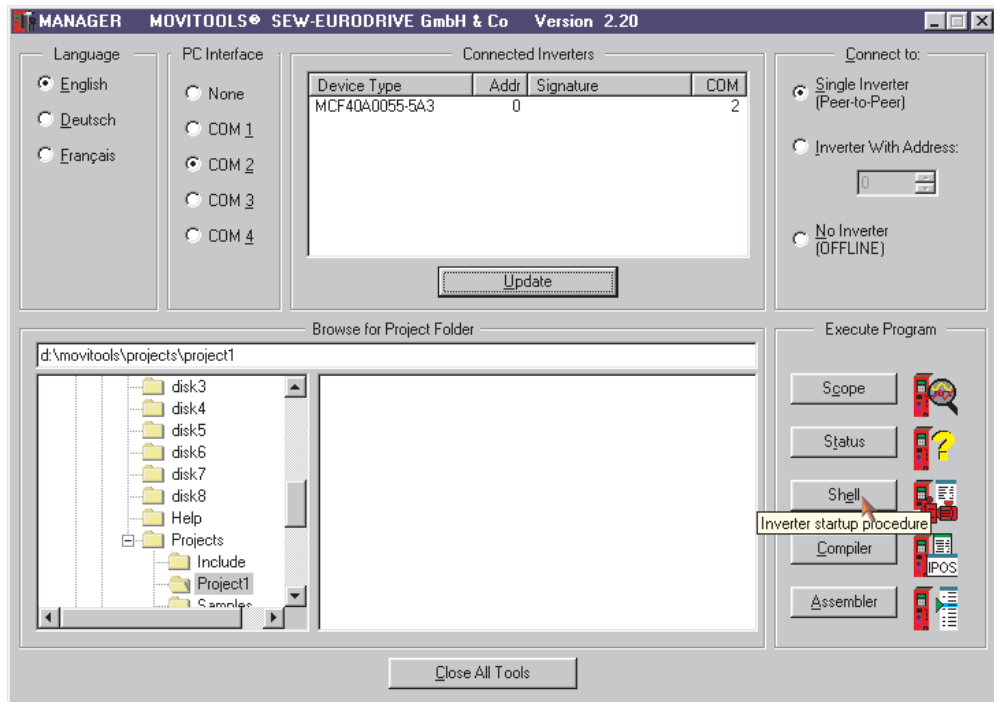 MANAGER MOVITOOLS® SEW-EURODRIVE GmbH & Co Version 2.20
Language
English
Deutsch
Français
PC Interface
None
COM 1
COM 2
COM 3
COM 4
Connected Inverters
Device Type Addr Signature COM
MCF40A0055-5A3 0 2
Update
Connect to:
Single Inverter
(Peer-to-Peer)
Inverter With Address:
0
No Inverter
(OFFLINE)
Browse for Project Folder
d:\movitools\projects\project1
disk3
disk4
disk5
disk6
disk7
disk8
Help
Projects
Include
Project1
Samples
Execute Program
Scope
Status
Shell
Inverter startup procedure
Compiler
IPOS
Assembler
Close All Tools